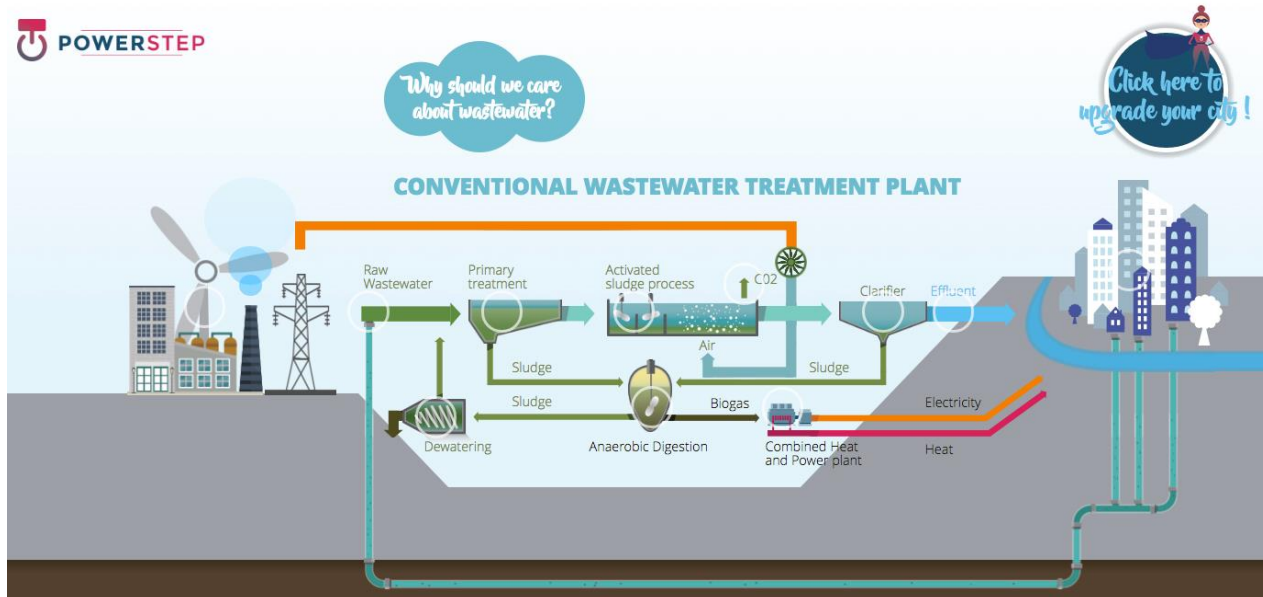 POWERSTEP
Why should we care
about wastewater?
Click here to
upgrade your city !
CONVENTIONAL WASTEWATER TREATMENT PLANT
Raw
Wastewater
Primary
treatment
Activated
sludge process
C02
Clarifier
Effluent
Air
Sludge
Sludge
Sludge
Biogas
Electricity
Dewatering
Anaerobic Digestion
Combined Heat
and Power plant
Heat